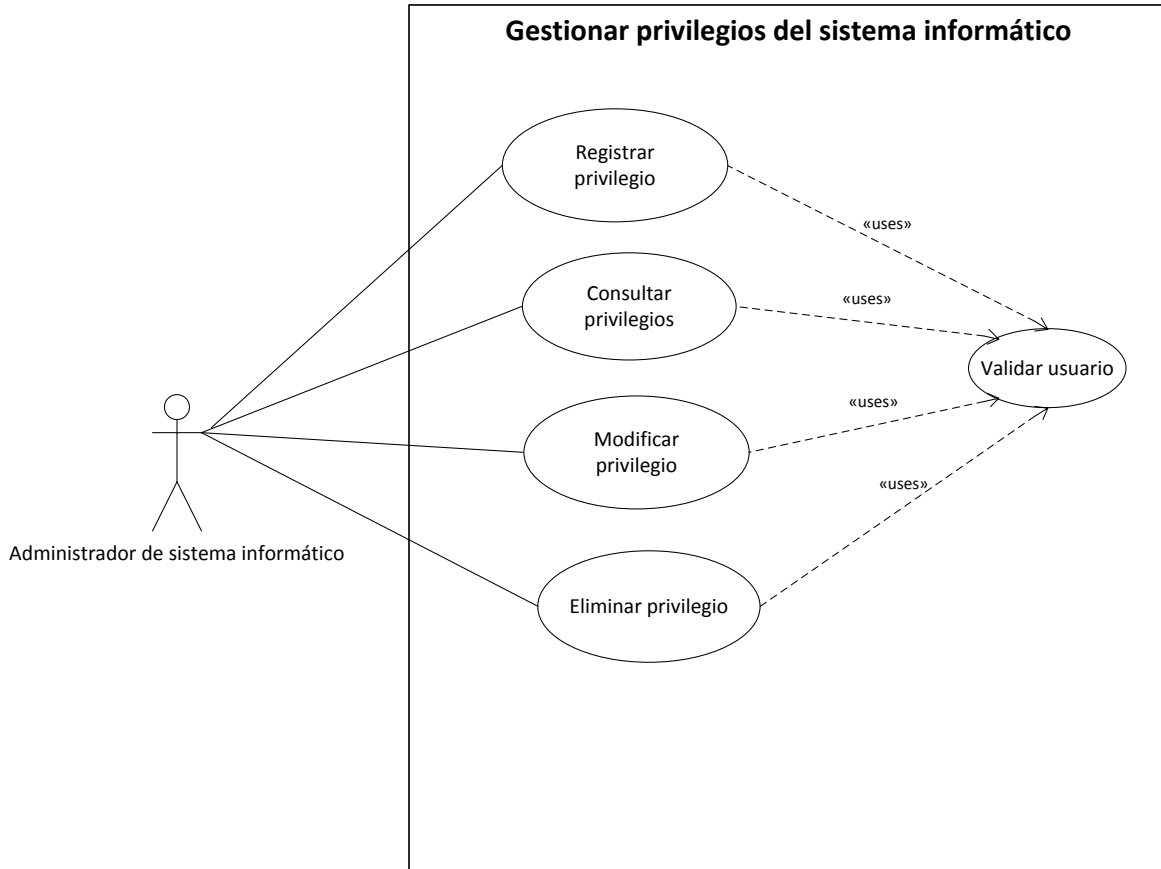 Gestionar privilegios del sistema informático
Registrar
privilegio
«uses»
Consultar
privilegios
«uses»
Validar usuario
Modificar
privilegio
«uses»
«uses»
Administrador de sistema informático
Eliminar privilegio